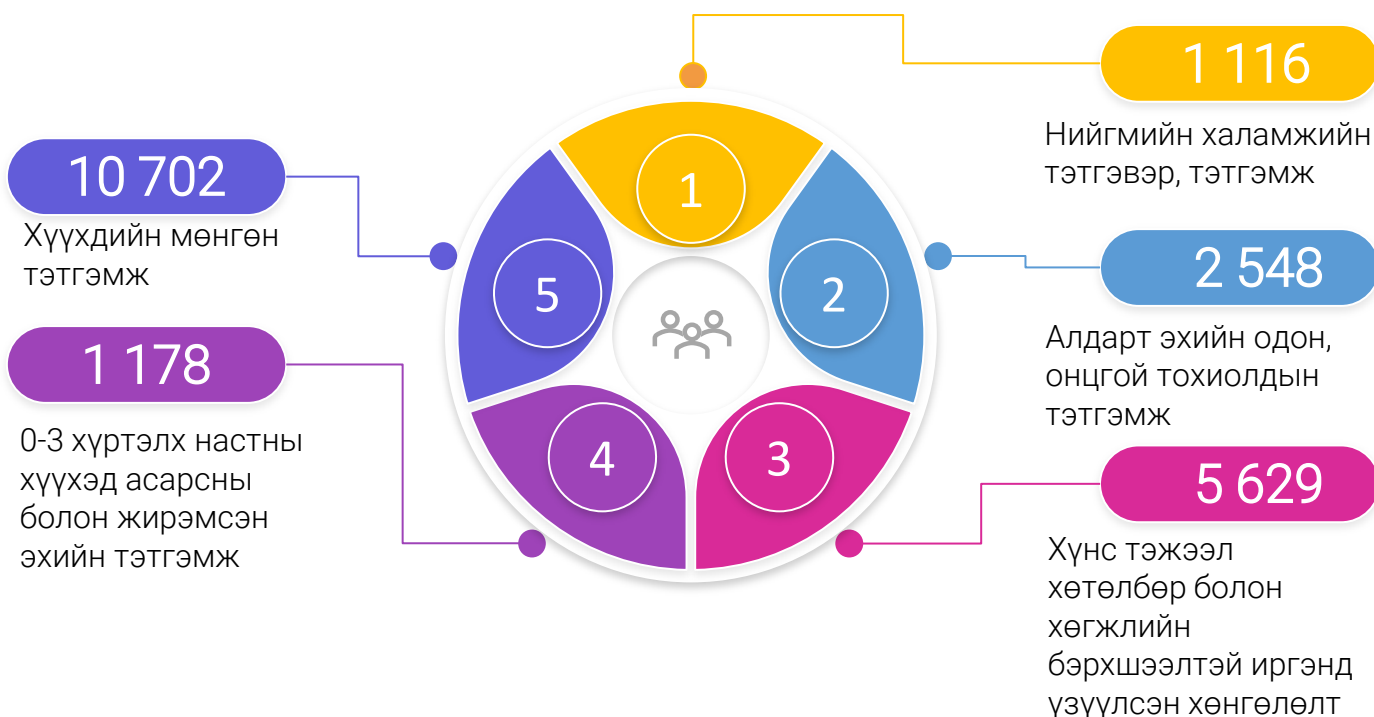 1 116
Нийгмийн халамжийн
тэтгэвэр, тэтгэмж
2 548
Алдарт эхийн одон,
онцгой тохиолдын
тэтгэмж
5 629
Хүнс тэжээл
хөтөлбөр болон
хөгжлийн
бэрхшээлтэй иргэнд
үзүүлсэн хөнгөлөлт
1 178
0-3 хүртэлх настны
хүүхэд асарсны
болон жирэмсэн
эхийн тэтгэмж
10 702
Хүүхдийн мөнгөн
тэтгэмж
1
2
3
4
5